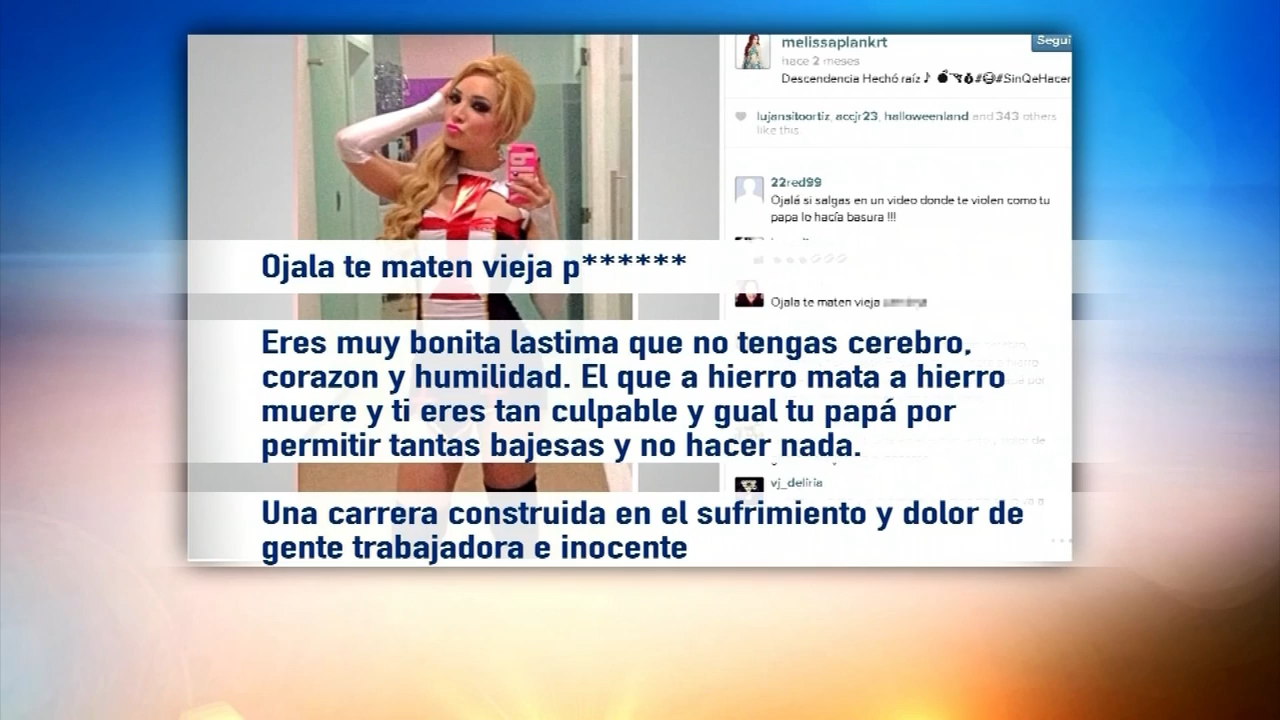 melissaplankrt
Segui
hace 2 meses
Descendencia Hechó raíz ♪ 💣🔫💰#😷#SinQeHacer
lujansitoortiz, accjr23, halloweenland and 343 others
like this.
22red99
Ojalá si salgas en un video donde te violen como tu
papa lo hacía basura !!!
Ojala te maten vieja p******
Ojala te maten vieja
Eres muy bonita lastima que no tengas cerebro,
corazon y humilidad. El que a hierro mata a hierro
muere y ti eres tan culpable y gual tu papá por
permitir tantas bajesas y no hacer nada.
vj_deliria
Una carrera construida en el sufrimiento y dolor de
gente trabajadora e inocente